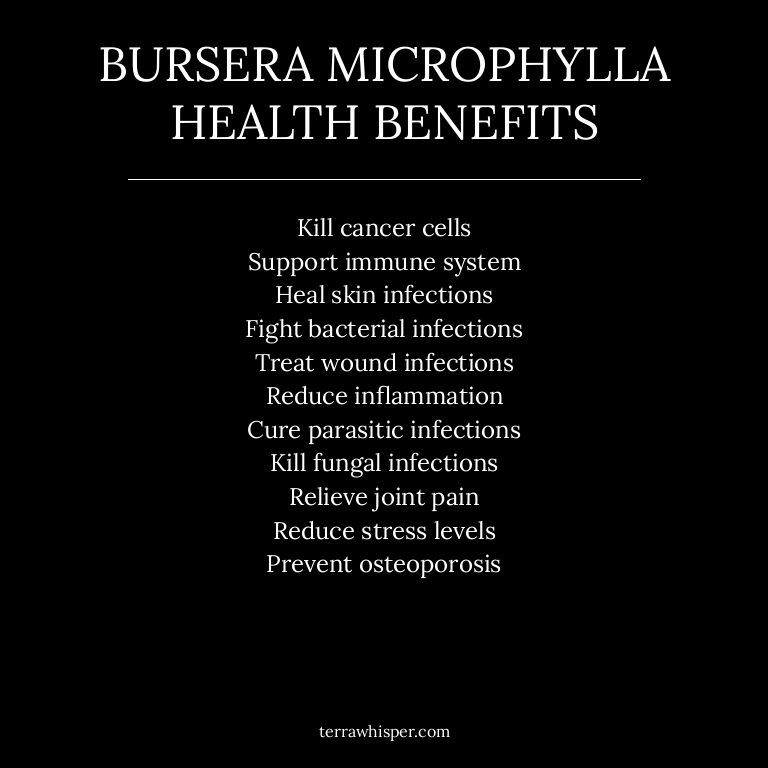 BURSERA MICROPHYLLA
HEALTH BENEFITS
Kill cancer cells
Support immune system
Heal skin infections
Fight bacterial infections
Treat wound infections
Reduce inflammation
Cure parasitic infections
Kill fungal infections
Relieve joint pain
Reduce stress levels
Prevent osteoporosis
terrawhisper.com